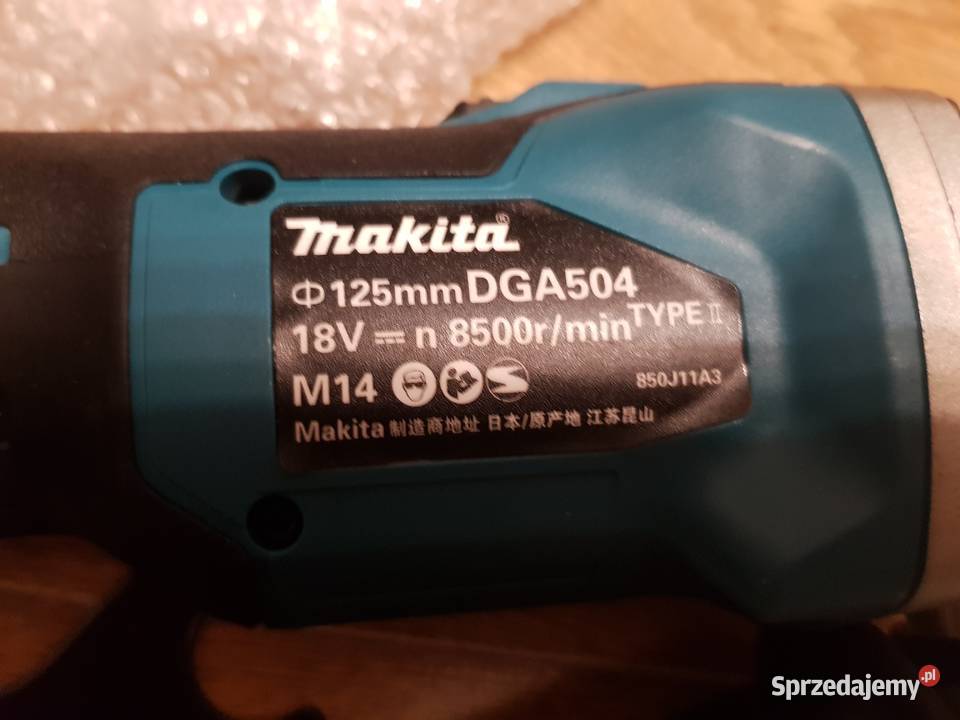 makita®
Φ125mm DGA504
18V ⎓ n 8500r/min TYPE II
M14
850J11A3
Makita 制造商地址 日本/原产地 江苏昆山
Sprzedajemy.pl